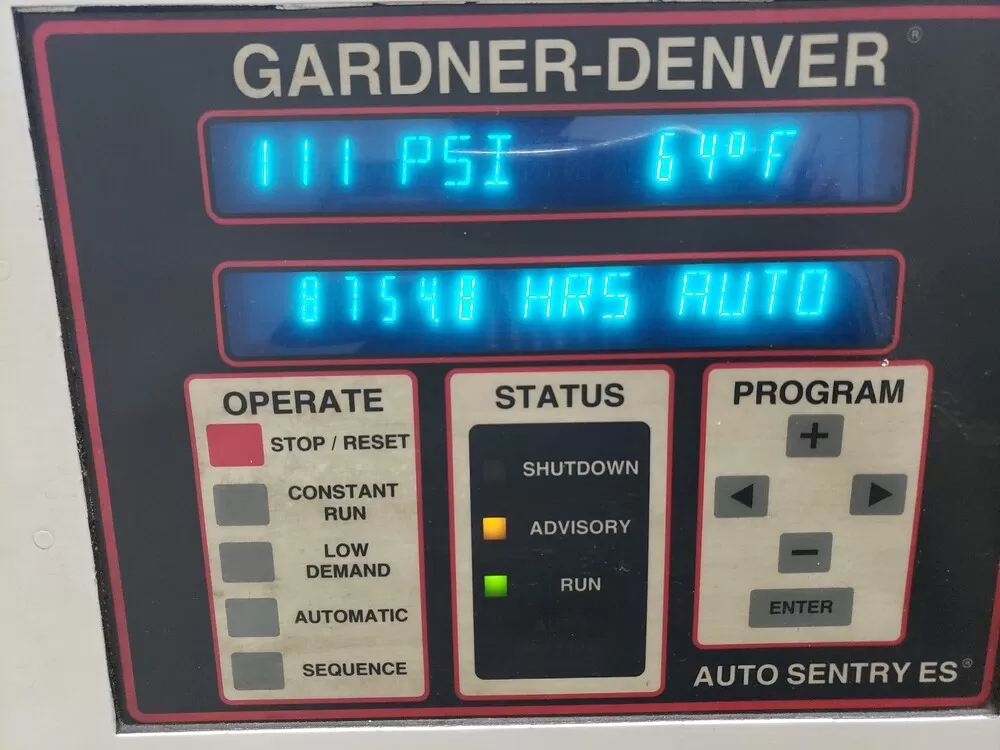 GARDNER-DENVER ®
111 PSI 64°F
87548 HRS AUTO
OPERATE
STOP / RESET
CONSTANT
RUN
LOW
DEMAND
AUTOMATIC
SEQUENCE
STATUS
SHUTDOWN
ADVISORY
RUN
PROGRAM
+
◀ ▶
−
ENTER
AUTO SENTRY ES®